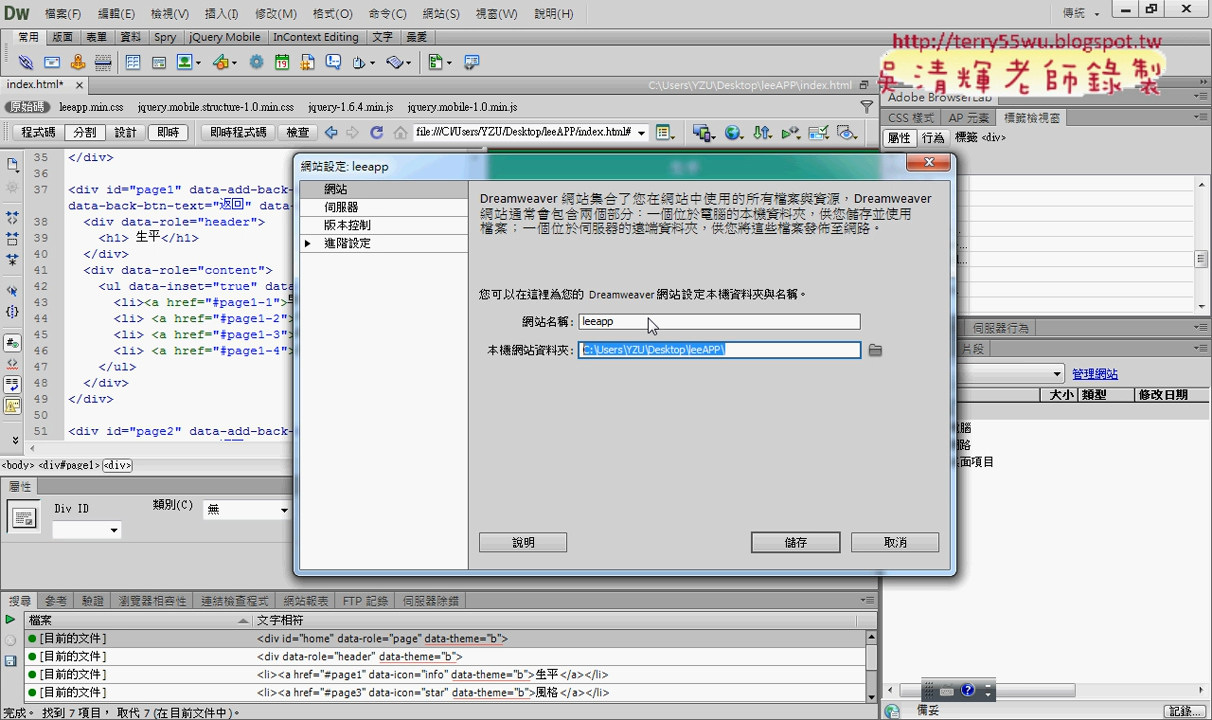 Dw 檔案(F) 編輯(E) 檢視(V) 插入(I) 修改(M) 格式(O) 命令(C) 網站(S) 視窗(W) 說明(H) 傳統
常用 版面 表單 資料 Spry jQuery Mobile InContext Editing 文字 我的最愛
http://terry55wu.blogspot.tw
吳清輝老師錄製
index.html* C:\Users\YZU\Desktop\leeAPP\index.html
Adobe BrowserLab
原始碼 leeapp.min.css jquery.mobile.structure-1.0.min.css jquery-1.6.4.min.js jquery.mobile.1.0.min.js
CSS 樣式 AP 元素 標籤檢視窗
程式碼 分割 設計 即時 即時程式碼 檢查 file:///C|/Users/YZU/Desktop/leeAPP/index.html#
屬性 行為 標籤 <div>
35 </div>
36
37 <div id="page1" data-add-back-
data-back-btn-text="返回" dat
38 <div data-role="header">
39 <h1> 生平</h1>
40 </div>
41 <div data-role="content">
42 <ul data-inset="true" da
43 <li><a href="#page1-1">
44 <li> <a href="#page1-2"
45 <li> <a href="#page1-3"
46 <li> <a href="#page1-4"
47 </ul>
48 </div>
49 </div>
50
51 <div id="page2" data-add-back-
生平
網站設定: leeapp
網站
伺服器
版本控制
進階設定
Dreamweaver 網站集合了您在網站中使用的所有檔案與資源，Dreamweaver
網站通常會包含兩個部分：一個位於電腦的本機資料夾，供您儲存並使用
檔案；一個位於伺服器的遠端資料夾，供您將這些檔案發佈至網路。
您可以在這裡為您的 Dreamweaver 網站設定本機資料夾與名稱。
網站名稱: leeapp
本機網站資料夾: C:\Users\YZU\Desktop\leeAPP\
說明 儲存 取消
伺服器行為
片段
管理網站
大小 類型 修改日期
腦
路
面項目
<body> <div#page1> <div>
屬性
Div ID 類別(C) 無
搜尋 參考 驗證 瀏覽器相容性 連結檢查程式 網站報表 FTP 記錄 伺服器除錯
檔案 文字相符
[目前的文件] <div id="home" data-role="page" data-theme="b">
[目前的文件] <div data-role="header" data-theme="b">
[目前的文件] <li><a href="#page1" data-icon="info" data-theme="b">生平</a></li>
[目前的文件] <li><a href="#page3" data-icon="star" data-theme="b">風格</a></li>
完成。 找到 7 項目， 取代 7 (在目前文件中)。
備妥 記錄...